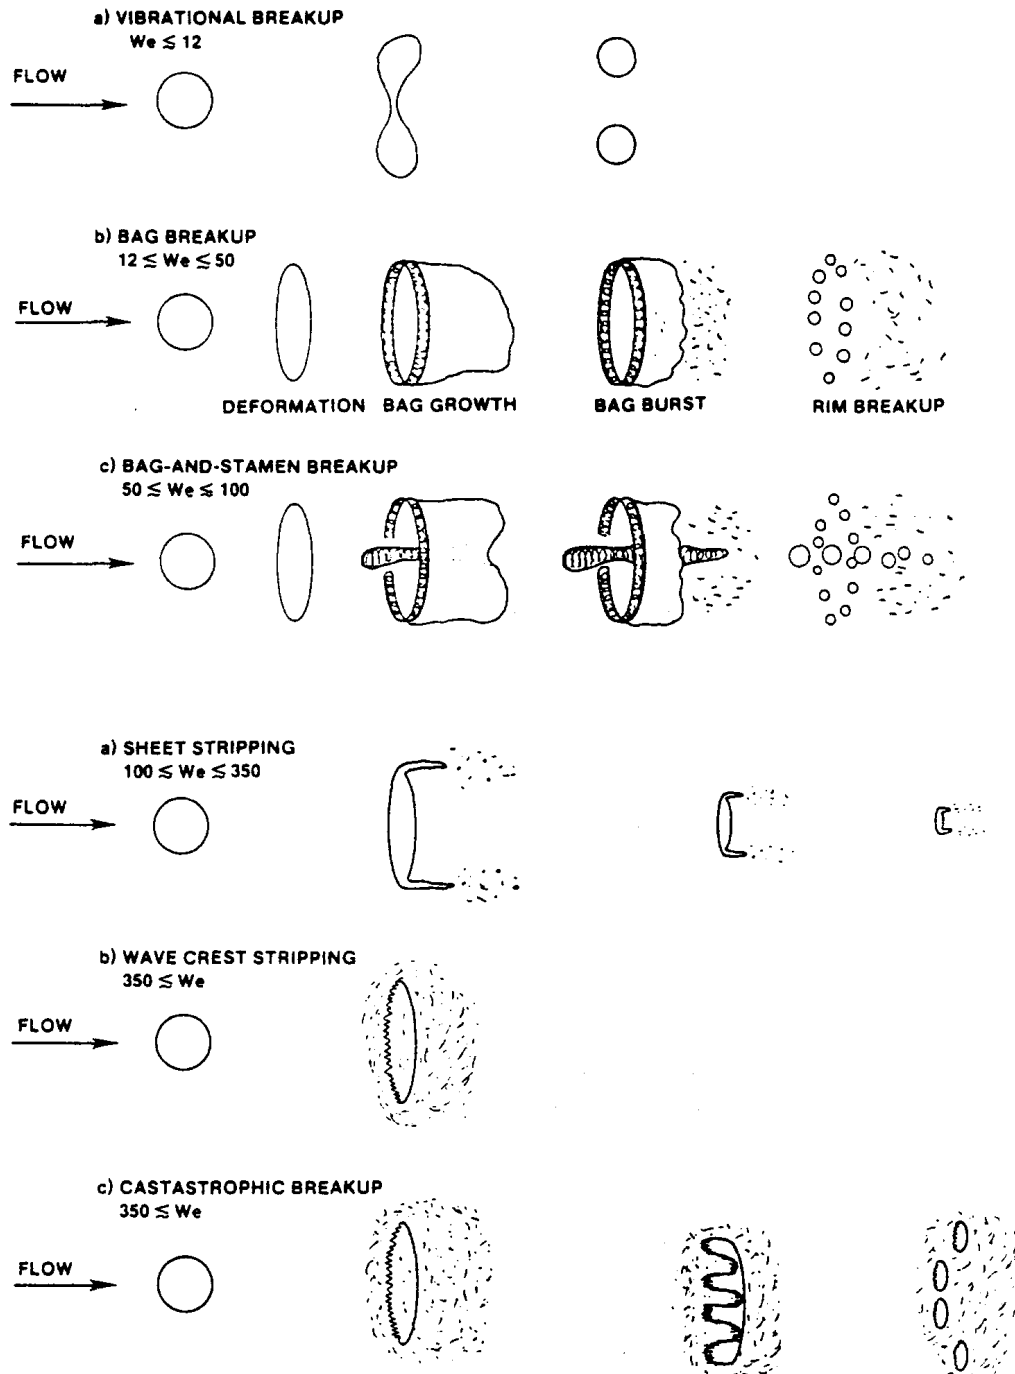 a) VIBRATIONAL BREAKUP
We ≲ 12
FLOW
b) BAG BREAKUP
12 ≲ We ≲ 50
FLOW
DEFORMATION BAG GROWTH BAG BURST RIM BREAKUP
c) BAG-AND-STAMEN BREAKUP
50 ≲ We ≲ 100
FLOW
a) SHEET STRIPPING
100 ≲ We ≲ 350
FLOW
b) WAVE CREST STRIPPING
350 ≲ We
FLOW
c) CASTASTROPHIC BREAKUP
350 ≲ We
FLOW